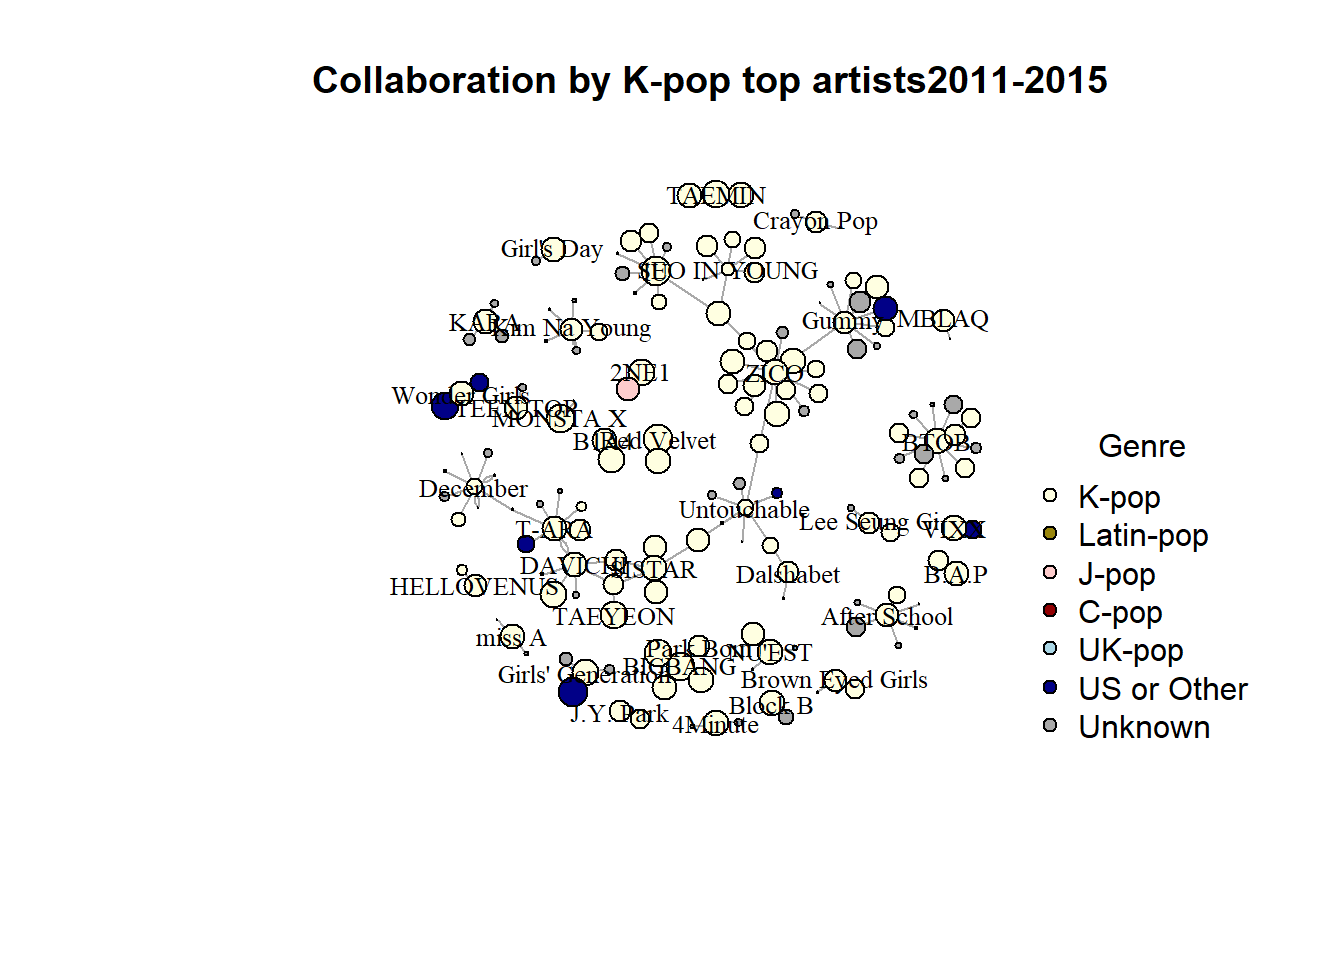 Collaboration by K-pop top artists2011-2015
TAEMIN
Crayon Pop
Girl's Day
SEO IN YOUNG
KARA
Kim Na Young
Gummy
MBLAQ
2NE1
ZICO
Wonder Girls
TEEN TOP
MONSTA X
B1A4
Red Velvet
BTOB
December
Untouchable
T-ARA
Lee Seung Gi
VIXX
DAVICHI
SISTAR
Dalshabet
B.A.P
HELLOVENUS
TAEYEON
After School
miss A
Park Bom
NU'EST
BIGBANG
Girls' Generation
Brown Eyed Girls
Block B
J.Y. Park
4Minute
Genre
K-pop
Latin-pop
J-pop
C-pop
UK-pop
US or Other
Unknown